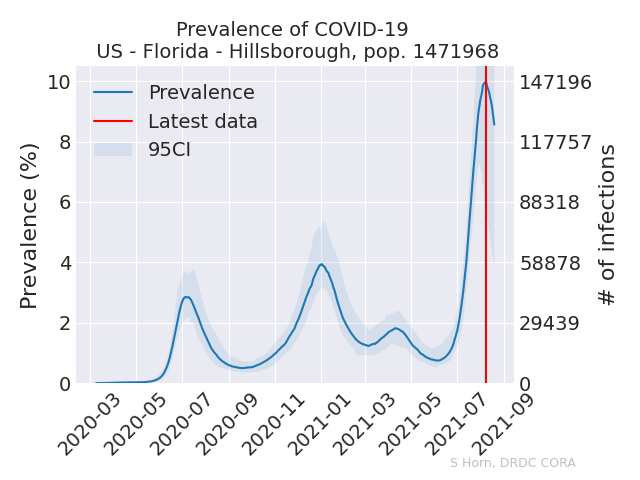 Prevalence of COVID-19
US - Florida - Hillsborough, pop. 1471968
Prevalence
Latest data
95CI
Prevalence (%)
10
8
6
4
2
0
147196
117757
88318
58878
29439
0
# of infections
2020-03
2020-05
2020-07
2020-09
2020-11
2021-01
2021-03
2021-05
2021-07
2021-09
S Horn, DRDC CORA